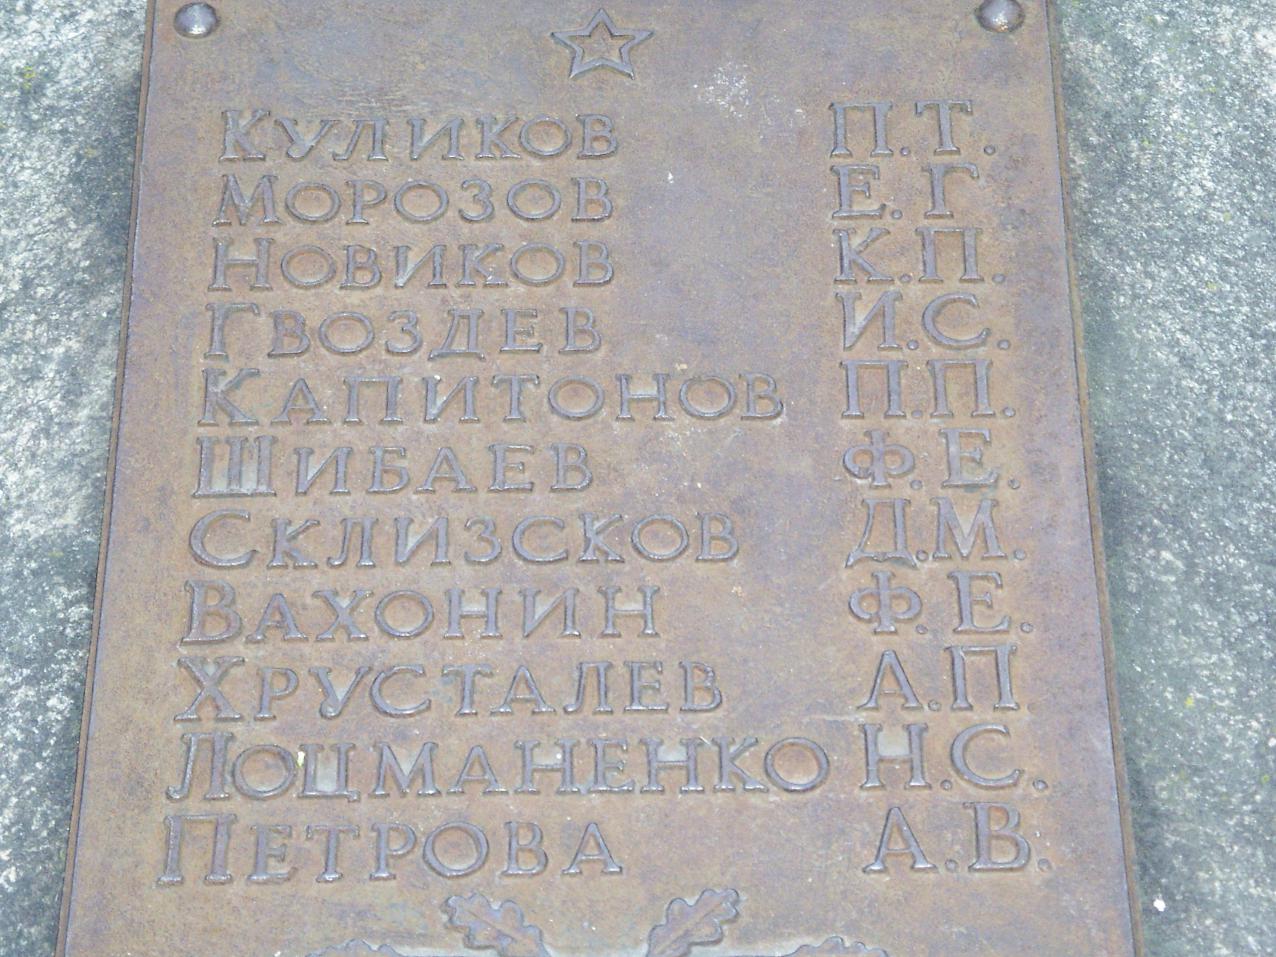 КУЛИКОВ П.Т.
МОРОЗОВ Е.Г.
НОВИКОВ К.П.
ГВОЗДЕВ И.С.
КАПИТОНОВ П.П.
ШИБАЕВ Ф.Е.
СКЛИЗСКОВ Д.М.
ВАХОНИН Ф.Е.
ХРУСТАЛЕВ А.П.
ЛОЦМАНЕНКО Н.С.
ПЕТРОВА А.В.